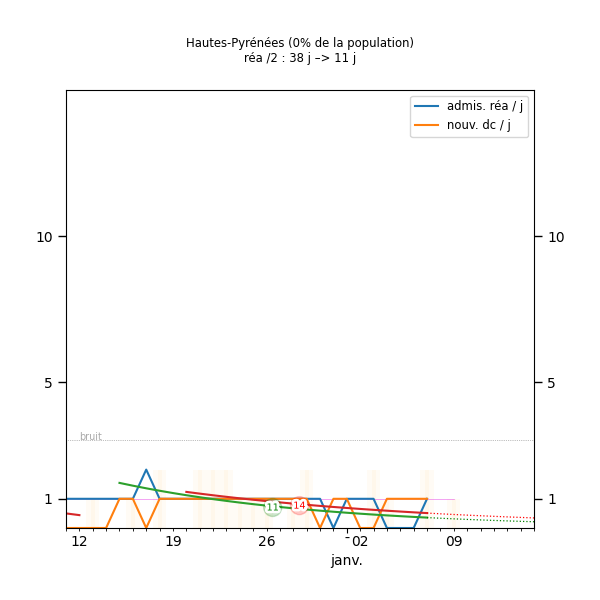 Hautes-Pyrénées (0% de la population)
réa /2 : 38 j –> 11 j
admis. réa / j
nouv. dc / j
10
10
5
5
bruit
1
1
11
14
12
19
26
02
09
janv.